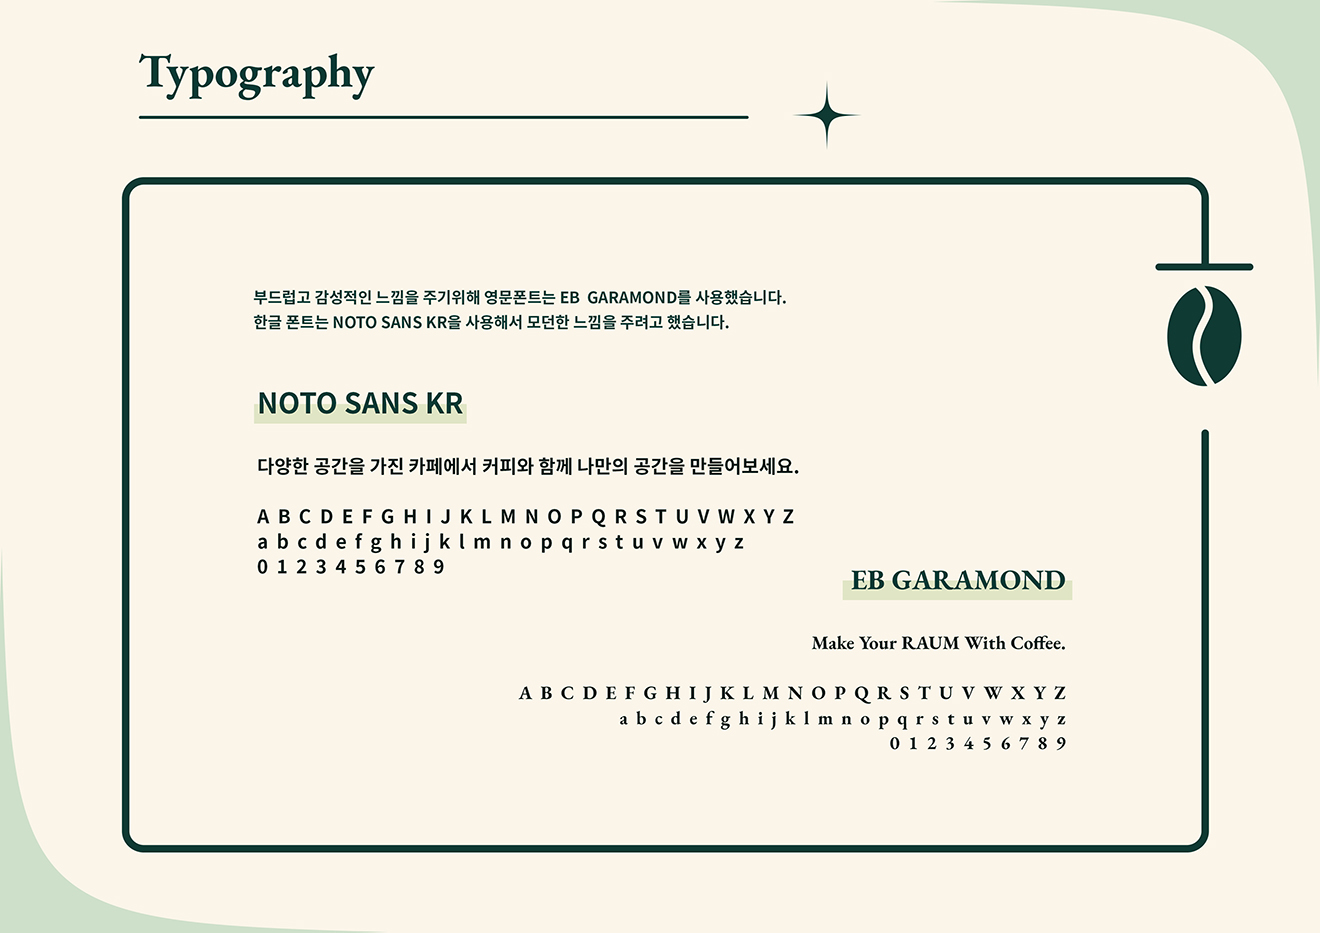 Typography
부드럽고 감성적인 느낌을 주기위해 영문폰트는 EB  GARAMOND를 사용했습니다.
한글 폰트는 NOTO SANS KR을 사용해서 모던한 느낌을 주려고 했습니다.
NOTO SANS KR
다양한 공간을 가진 카페에서 커피와 함께 나만의 공간을 만들어보세요.
A B C D E F G H I J K L M N O P Q R S T U V W X Y Z
a b c d e f g h i j k l m n o p q r s t u v w x y z
0 1 2 3 4 5 6 7 8 9
EB GARAMOND
Make Your RAUM With Coffee.
A B C D E F G H I J K L M N O P Q R S T U V W X Y Z
a b c d e f g h i j k l m n o p q r s t u v w x y z
0 1 2 3 4 5 6 7 8 9